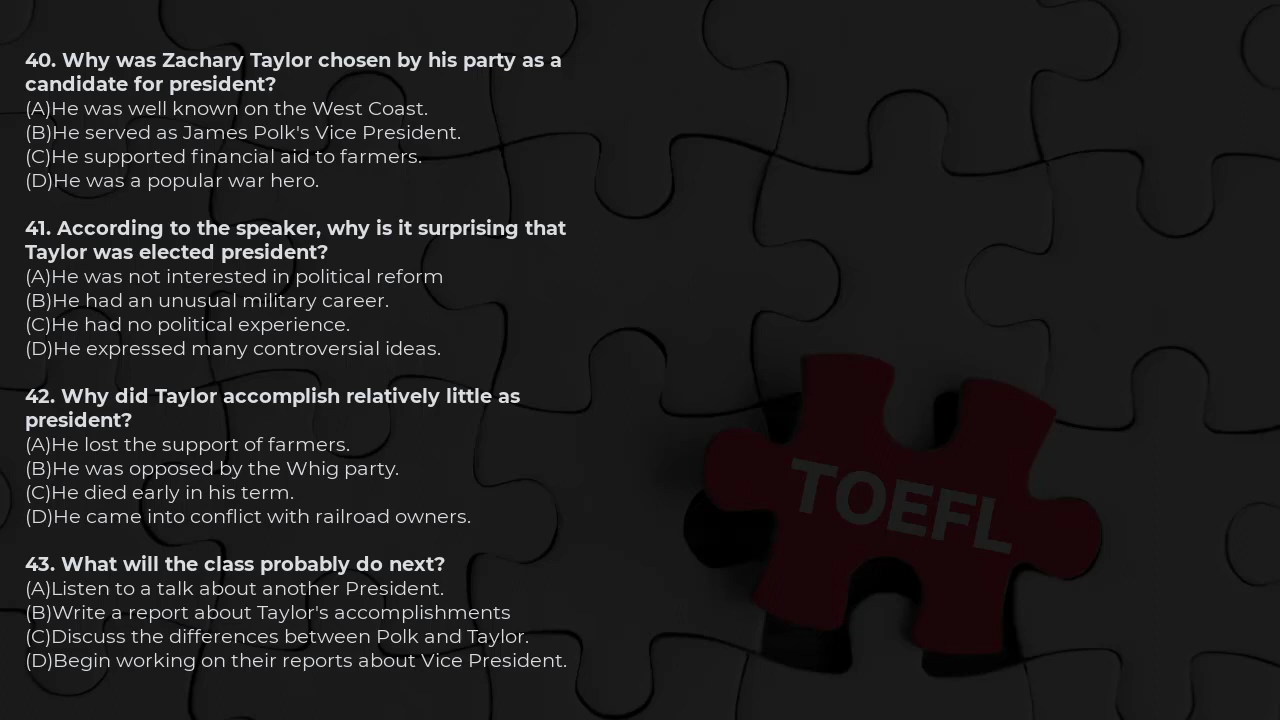 40. Why was Zachary Taylor chosen by his party as a
candidate for president?
(A)He was well known on the West Coast.
(B)He served as James Polk's Vice President.
(C)He supported financial aid to farmers.
(D)He was a popular war hero.
41. According to the speaker, why is it surprising that
Taylor was elected president?
(A)He was not interested in political reform
(B)He had an unusual military career.
(C)He had no political experience.
(D)He expressed many controversial ideas.
42. Why did Taylor accomplish relatively little as
president?
(A)He lost the support of farmers.
(B)He was opposed by the Whig party.
(C)He died early in his term.
(D)He came into conflict with railroad owners.
43. What will the class probably do next?
(A)Listen to a talk about another President.
(B)Write a report about Taylor's accomplishments
(C)Discuss the differences between Polk and Taylor.
(D)Begin working on their reports about Vice President.
TOEFL